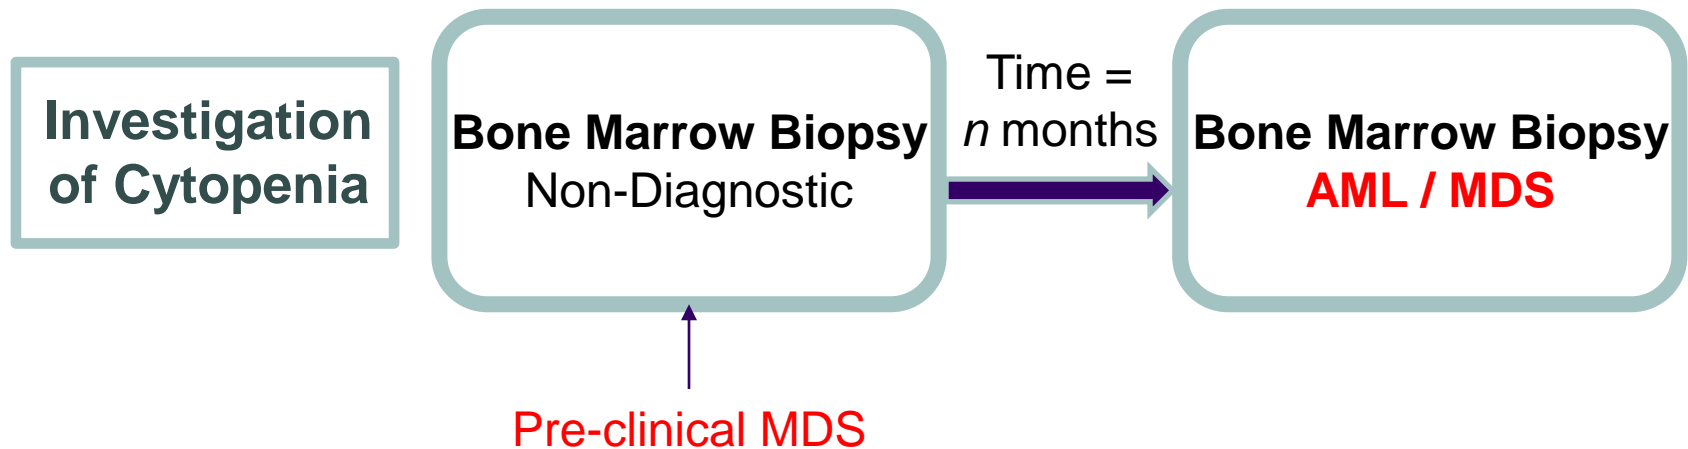 Investigation
of Cytopenia
Bone Marrow Biopsy
Non-Diagnostic
Time =
n months
Bone Marrow Biopsy
AML / MDS
Pre-clinical MDS